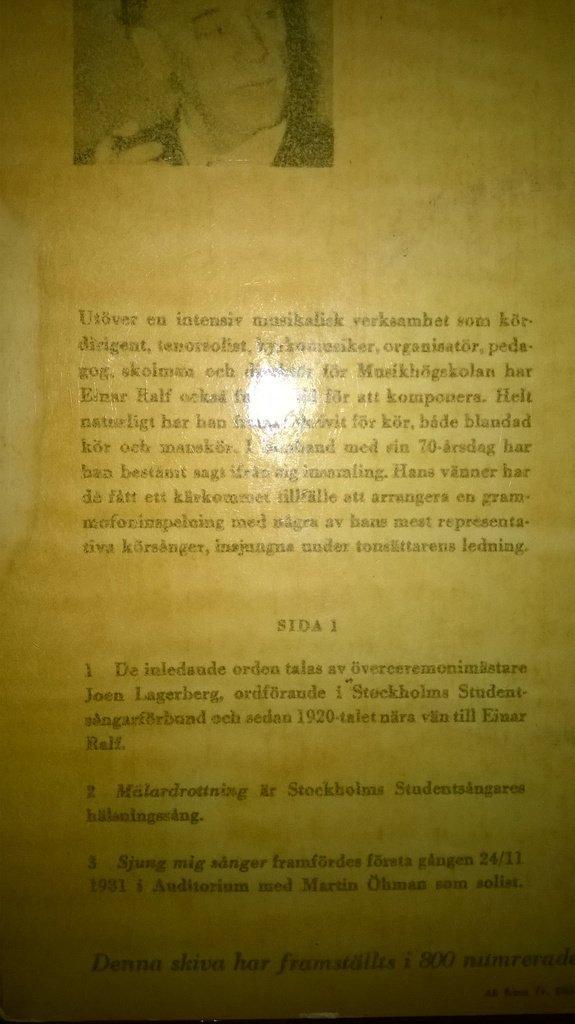 Utöver en intensiv musikalisk verksamhet som kör-
dirigent, tenorsolist, kyrkomusiker, organisatör, peda-
gog, skolman och direktör för Musikhögskolan har
Einar Ralf också tid för att komponera. Helt
naturligt har han skrivit för kör, både blandad
kör och manskör. I samband med sin 70-årsdag har
han bestämt sagt ifrån sig insamling. Hans vänner har
då fått ett kärkommet tillfälle att arrangera en gram-
mofoninspelning med några av hans mest representa-
tiva körsånger, insjungna under tonsättarens ledning.
SIDA 1
1 De inledande orden talas av överceremonimästare
Joen Lagerberg, ordförande i Stockholms Student-
sångarförbund och sedan 1920-talet nära vän till Einar
Ralf.
2 Mälardrottning är Stockholms Studentsångares
hälsningssång.
3 Sjung mig sånger framfördes första gången 24/11
1931 i Auditorium med Martin Öhman som solist.
Denna skiva har framställts i 800 numrerade